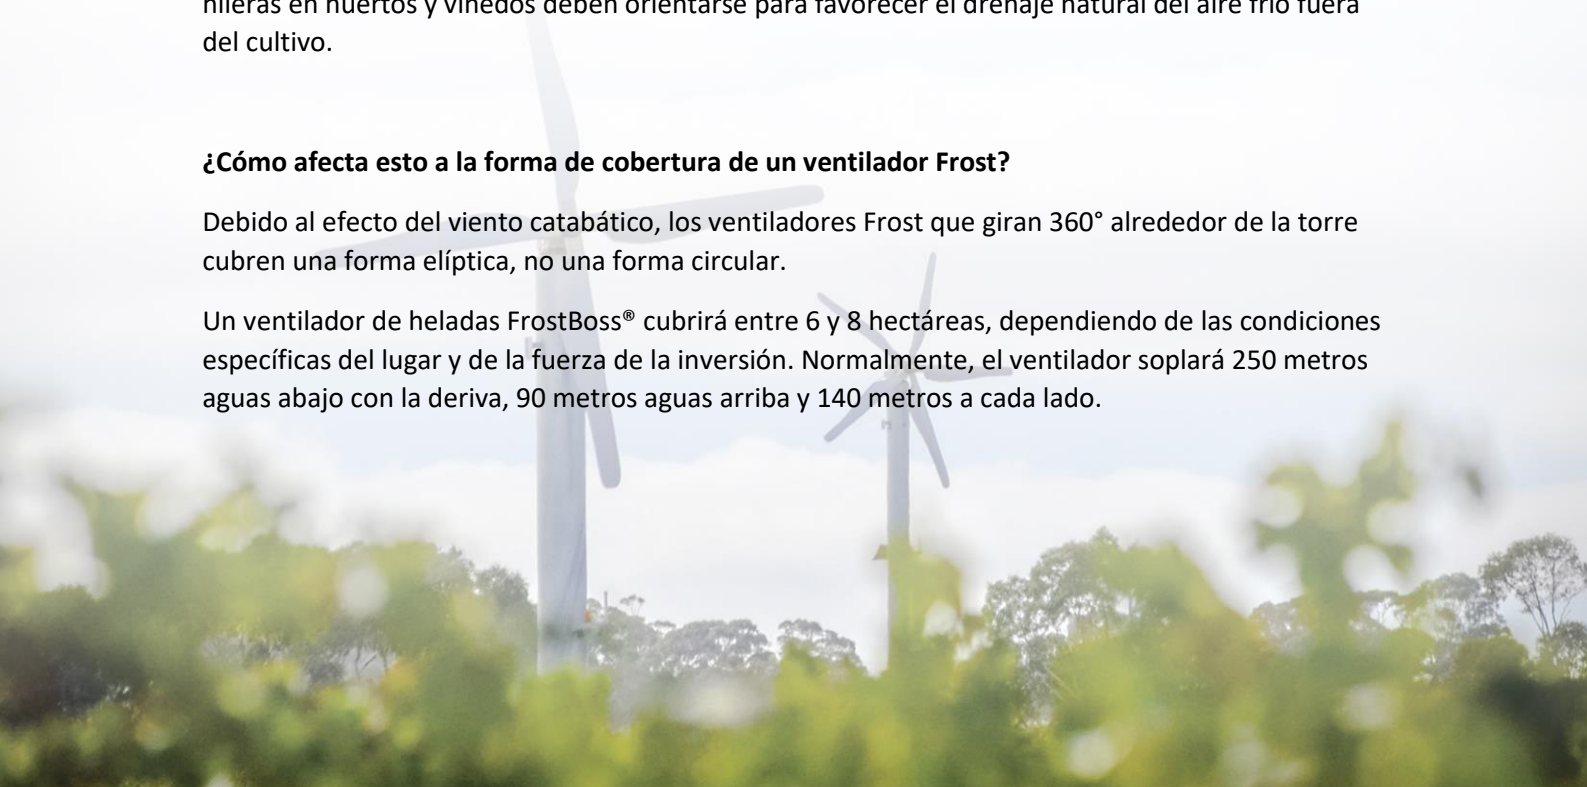 hileras en huertos y viñedos deben orientarse para favorecer el drenaje natural del aire frío fuera
del cultivo.
¿Cómo afecta esto a la forma de cobertura de un ventilador Frost?
Debido al efecto del viento catabático, los ventiladores Frost que giran 360° alrededor de la torre
cubren una forma elíptica, no una forma circular.
Un ventilador de heladas FrostBoss® cubrirá entre 6 y 8 hectáreas, dependiendo de las condiciones
específicas del lugar y de la fuerza de la inversión. Normalmente, el ventilador soplará 250 metros
aguas abajo con la deriva, 90 metros aguas arriba y 140 metros a cada lado.